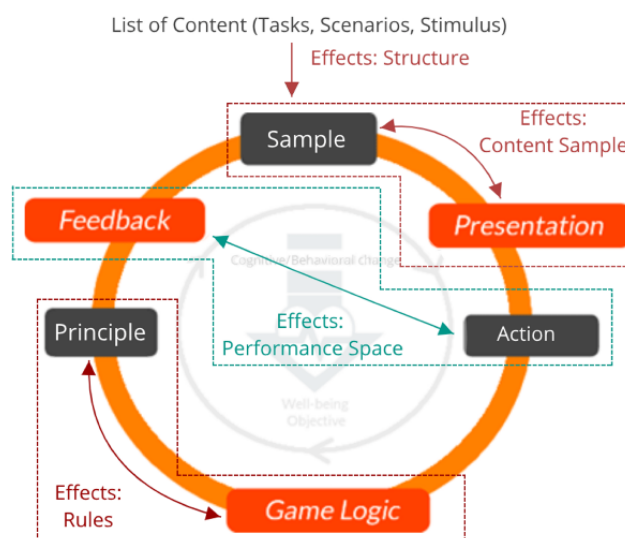 List of Content (Tasks, Scenarios, Stimulus)
Effects: Structure
Sample
Effects:
Content Sample
Feedback
Presentation
Cognitive/Behavioral change
Effects:
Performance Space
Principle
Action
Well-being
Objective
Effects:
Rules
Game Logic